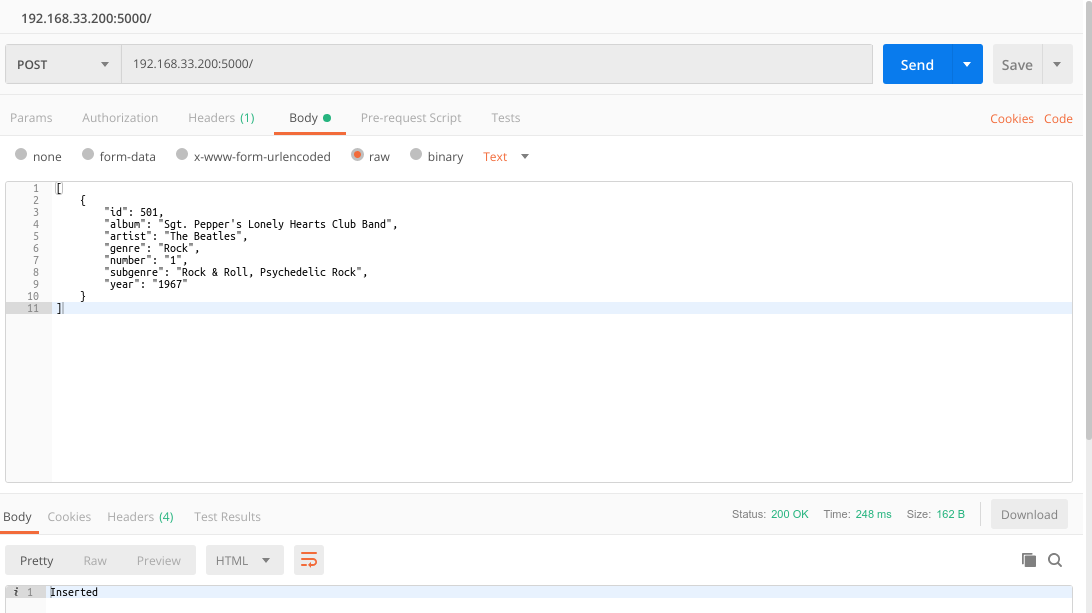 192.168.33.200:5000/
POST 192.168.33.200:5000/ Send Save
Params Authorization Headers (1) Body Pre-request Script Tests Cookies Code
none form-data x-www-form-urlencoded raw binary Text
1 [
2 {
3 "id": 501,
4 "album": "Sgt. Pepper's Lonely Hearts Club Band",
5 "artist": "The Beatles",
6 "genre": "Rock",
7 "number": "1",
8 "subgenre": "Rock & Roll, Psychedelic Rock",
9 "year": "1967"
10 }
11 ]
Body Cookies Headers (4) Test Results Status: 200 OK Time: 248 ms Size: 162 B Download
Pretty Raw Preview HTML
i 1 Inserted